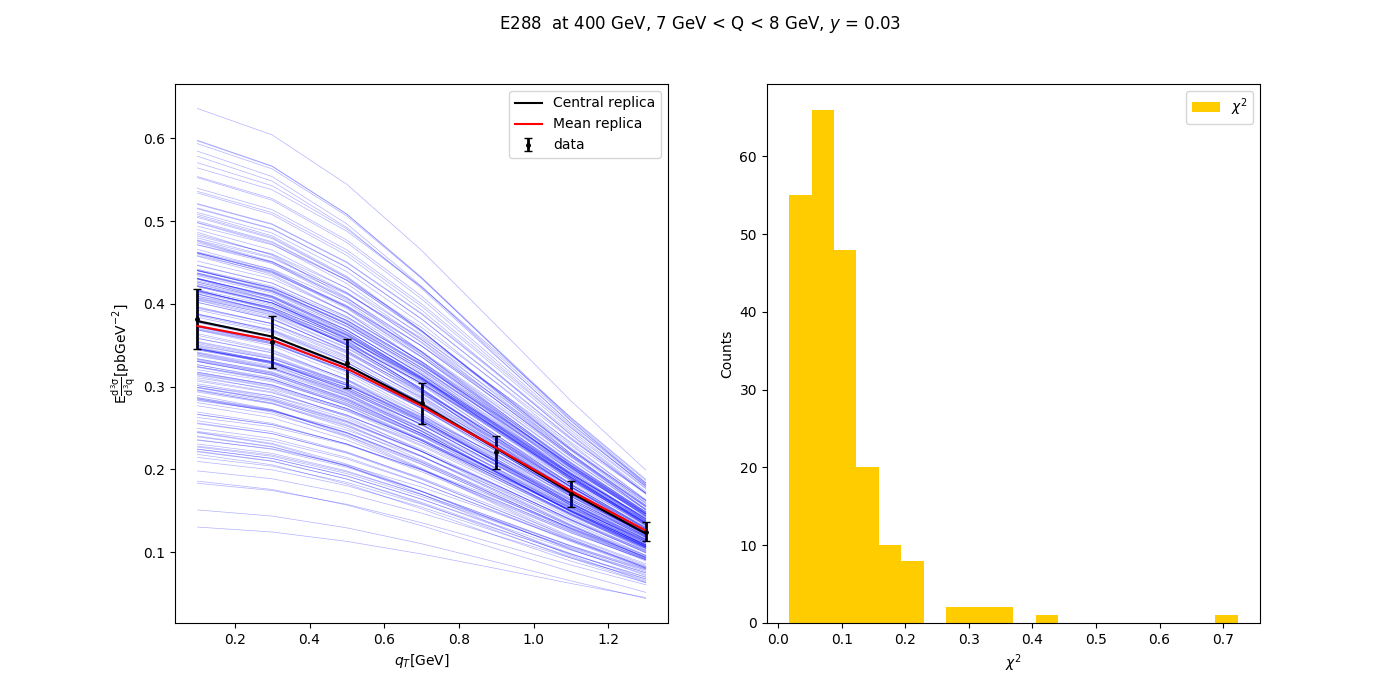 E288 at 400 GeV, 7 GeV < Q < 8 GeV, y = 0.03
Central replica
Mean replica
data
0.6
0.5
0.4
0.3
0.2
0.1
E d³σ/d³q [pbGeV⁻²]
0.2 0.4 0.6 0.8 1.0 1.2
q_T[GeV]
χ²
60
50
40
30
20
10
0
Counts
0.0 0.1 0.2 0.3 0.4 0.5 0.6 0.7
χ²